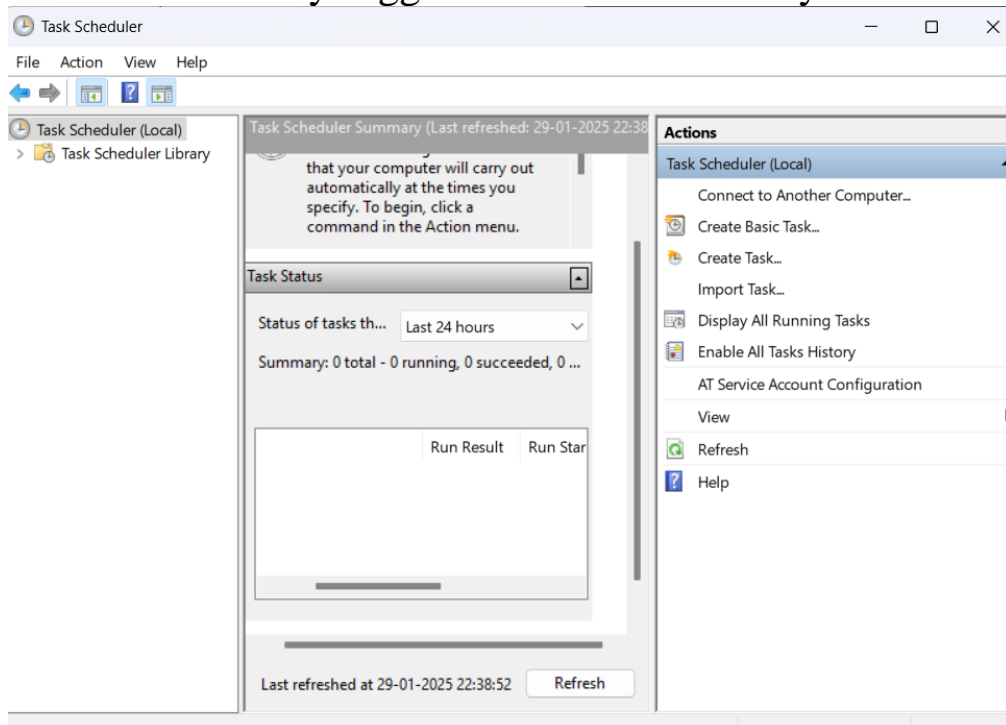 Task Scheduler
File Action View Help
Task Scheduler (Local)
Task Scheduler Library
Task Scheduler Summary (Last refreshed: 29-01-2025 22:38
that your computer will carry out
automatically at the times you
specify. To begin, click a
command in the Action menu.
Task Status
Status of tasks th... Last 24 hours
Summary: 0 total - 0 running, 0 succeeded, 0 ...
Run Result Run Star
Last refreshed at 29-01-2025 22:38:52 Refresh
Actions
Task Scheduler (Local)
Connect to Another Computer...
Create Basic Task...
Create Task...
Import Task...
Display All Running Tasks
Enable All Tasks History
AT Service Account Configuration
View
Refresh
Help